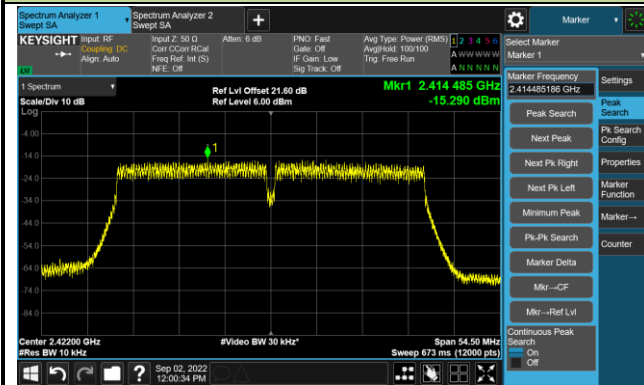 Spectrum Analyzer 1
Swept SA
Spectrum Analyzer 2
Swept SA
+
Marker
KEYSIGHT
Input: RF
Coupling: DC
Align: Auto
Input Z: 50 Ω
Corr CCorr RCal
Freq Ref: Int (S)
NFE: Off
Atten: 6 dB
PNO: Fast
Gate: Off
IF Gain: Low
Sig Track: Off
Avg Type: Power (RMS)
Avg|Hold: 100/100
Trig: Free Run
1 2 3 4 5 6
A W W W W W
A N N N N N
LW
Select Marker
Marker 1
1 Spectrum
Scale/Div 10 dB
Log
Ref Lvl Offset 21.60 dB
Ref Level 6.00 dBm
Mkr1 2.414 485 GHz
-15.290 dBm
1
-4.00
-14.0
-24.0
-34.0
-44.0
-54.0
-64.0
-74.0
-84.0
Center 2.42200 GHz
#Res BW 10 kHz
#Video BW 30 kHz*
Span 54.50 MHz
Sweep 673 ms (12000 pts)
Marker Frequency
2.414485186 GHz
Peak Search
Next Peak
Next Pk Right
Next Pk Left
Minimum Peak
Pk-Pk Search
Marker Delta
Mkr→CF
Mkr→Ref Lvl
Continuous Peak
Search
On
Off
Settings
Peak
Search
Pk Search
Config
Properties
Marker
Function
Marker→
Counter
?
Sep 02, 2022
12:00:34 PM